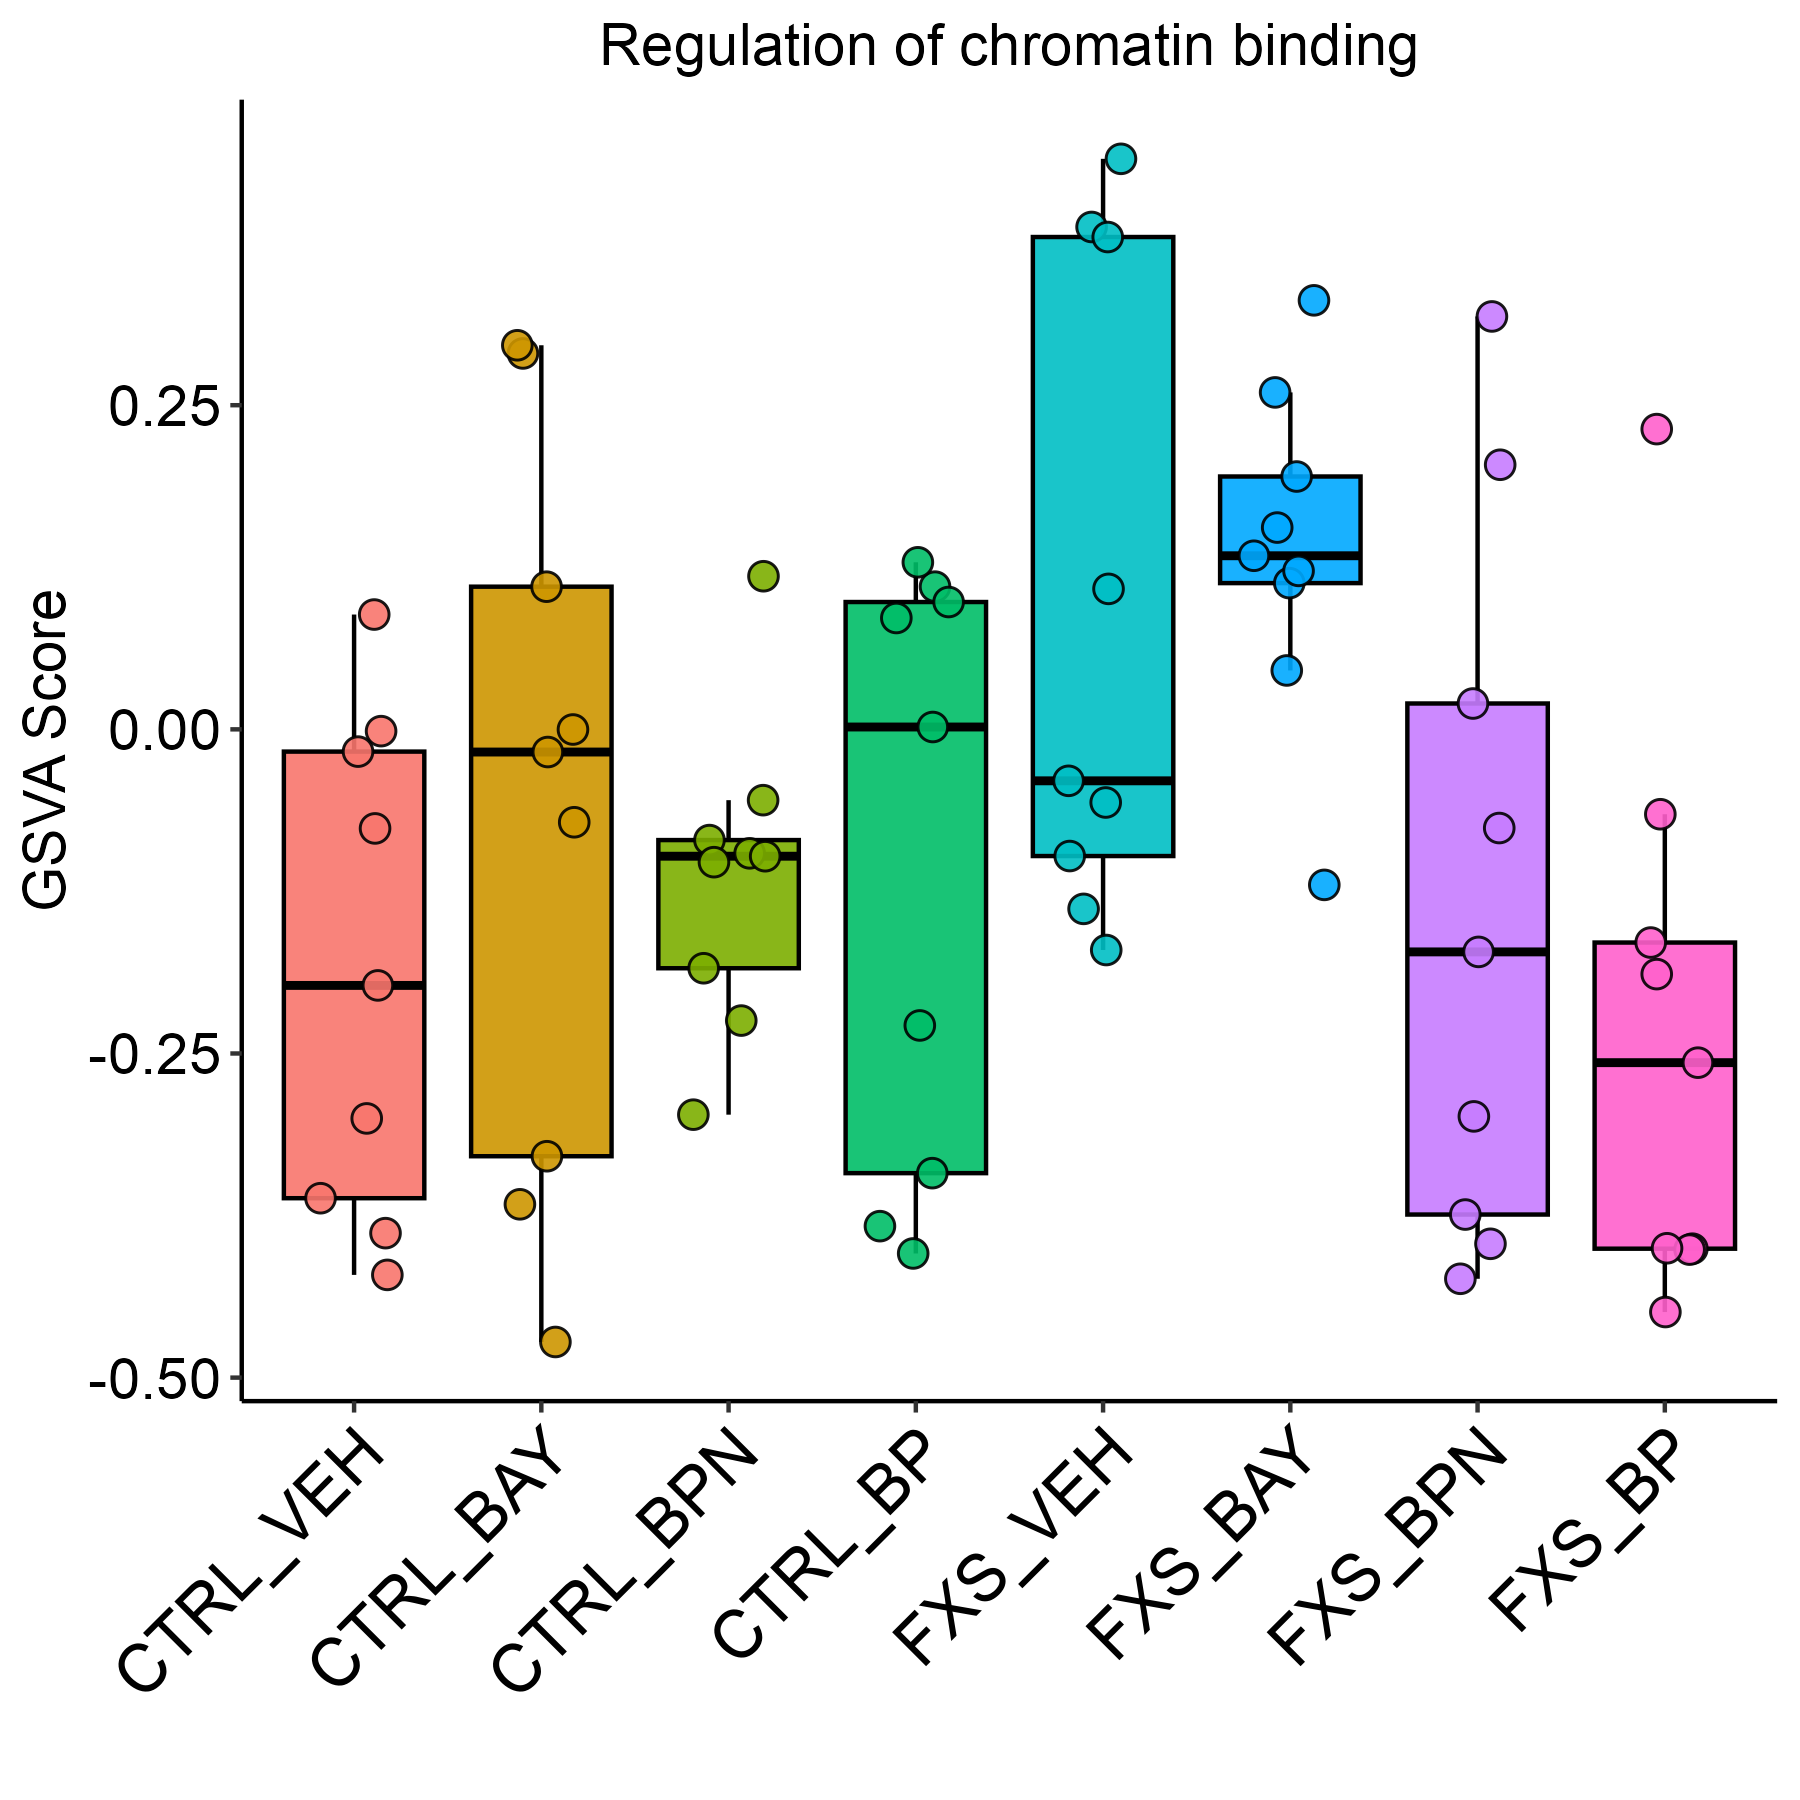 Regulation of chromatin binding
GSVA Score
0.25
0.00
-0.25
-0.50
CTRL_VEH
CTRL_BAY
CTRL_BPN
CTRL_BP
FXS_VEH
FXS_BAY
FXS_BPN
FXS_BP